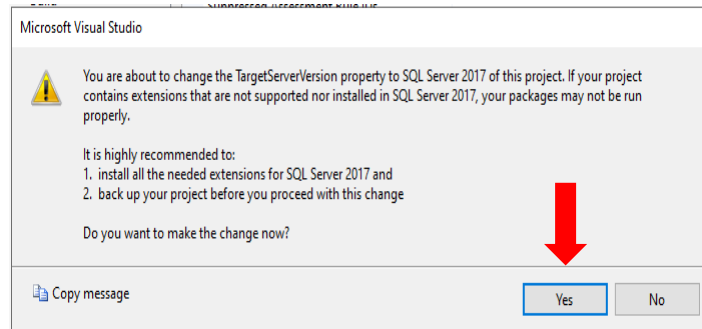 Suppressed Assessment Rule IDs
Microsoft Visual Studio
You are about to change the TargetServerVersion property to SQL Server 2017 of this project. If your project
contains extensions that are not supported nor installed in SQL Server 2017, your packages may not be run
properly.
It is highly recommended to:
1. install all the needed extensions for SQL Server 2017 and
2. back up your project before you proceed with this change
Do you want to make the change now?
Copy message
Yes
No